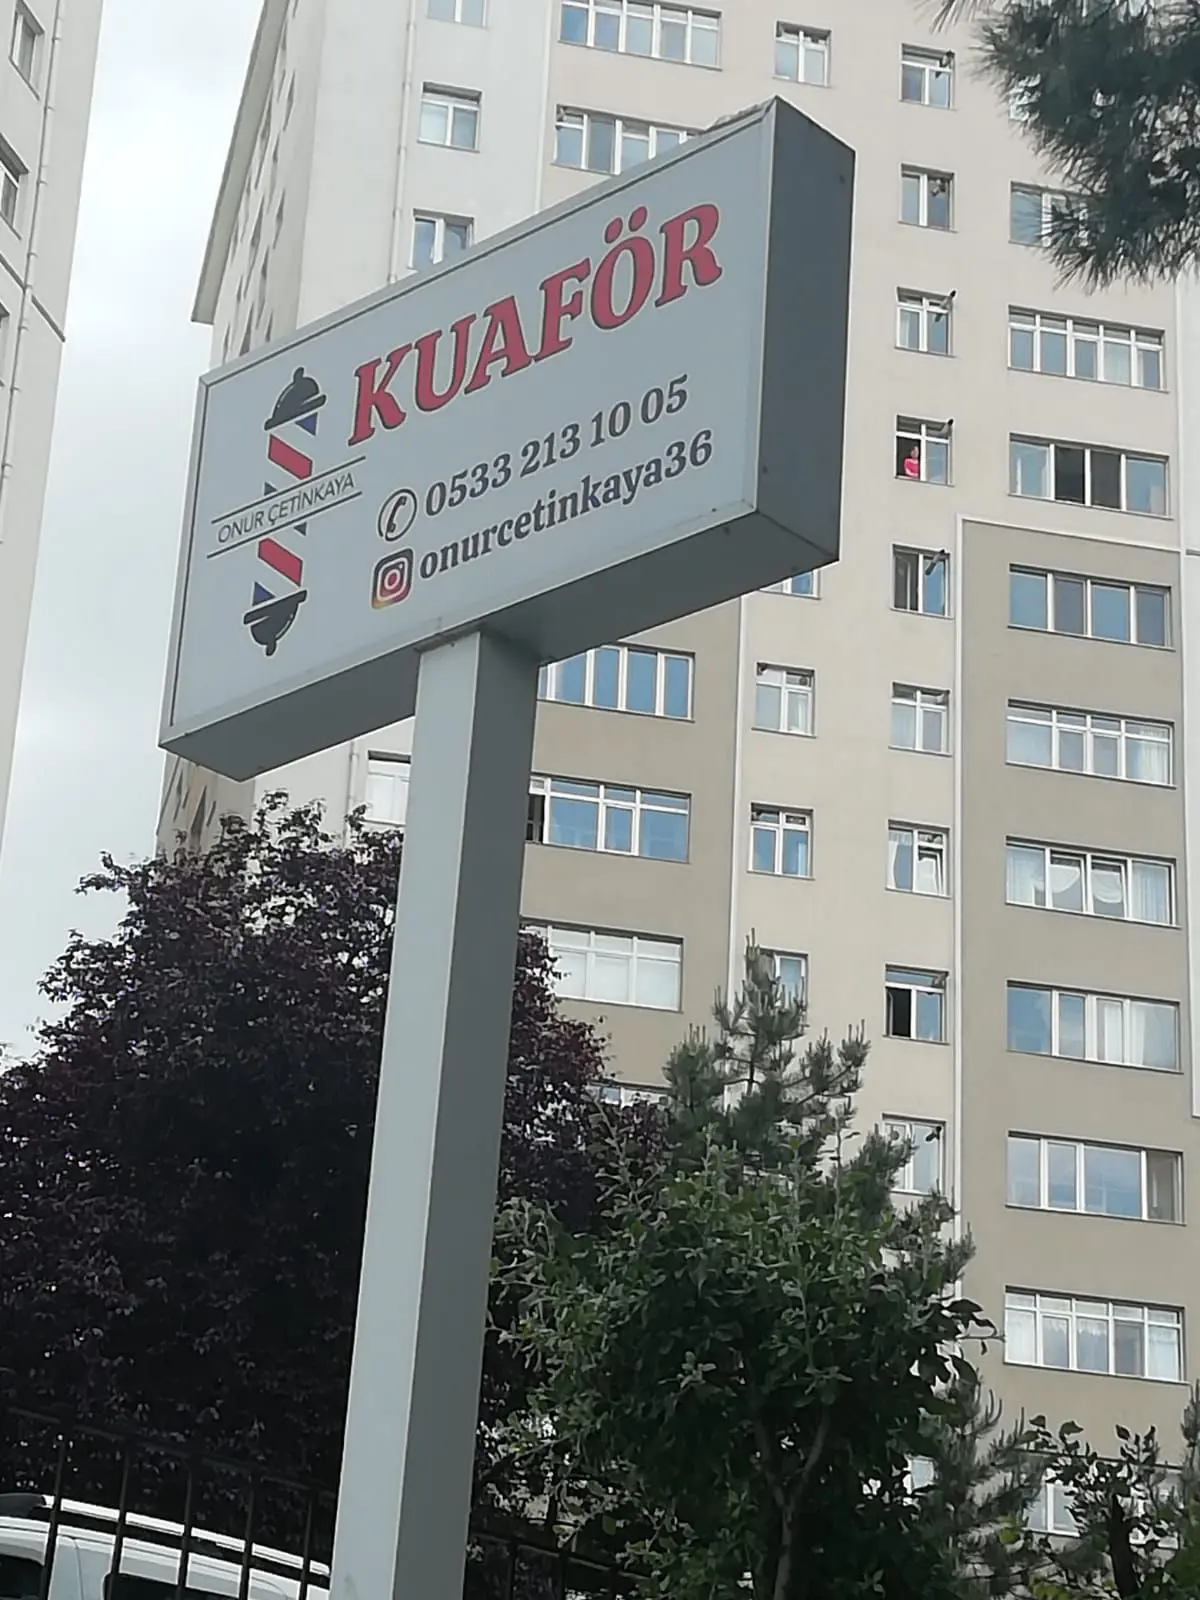 KUAFÖR
ONUR ÇETİNKAYA
0533 213 10 05
onurcetinkaya36